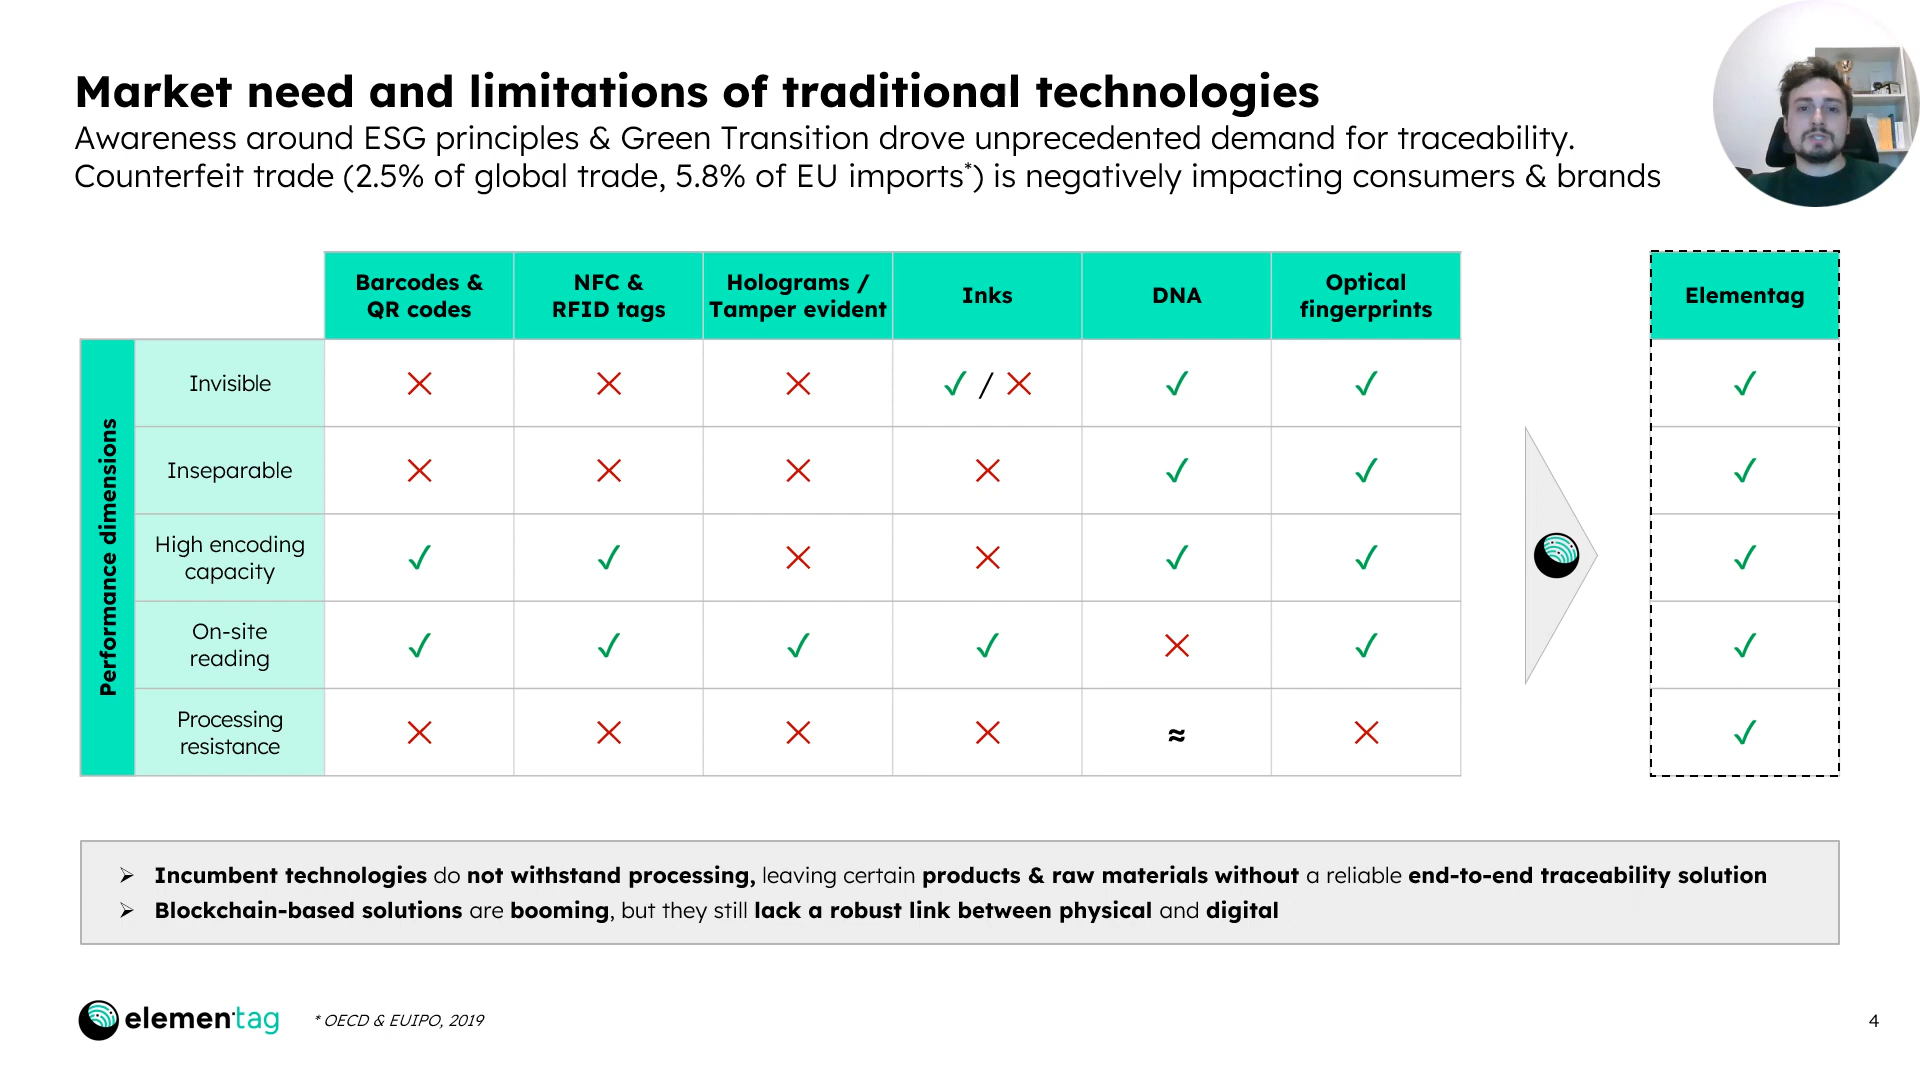 Market need and limitations of traditional technologies
Awareness around ESG principles & Green Transition drove unprecedented demand for traceability.
Counterfeit trade (2.5% of global trade, 5.8% of EU imports*) is negatively impacting consumers & brands
Barcodes &
QR codes
NFC &
RFID tags
Holograms /
Tamper evident
Inks
DNA
Optical
fingerprints
Elementag
Performance dimensions
Invisible
✓ / ✕
Inseparable
High encoding
capacity
On-site
reading
Processing
resistance
≈
➢ Incumbent technologies do not withstand processing, leaving certain products & raw materials without a reliable end-to-end traceability solution
➢ Blockchain-based solutions are booming, but they still lack a robust link between physical and digital
elementag
* OECD & EUIPO, 2019
4